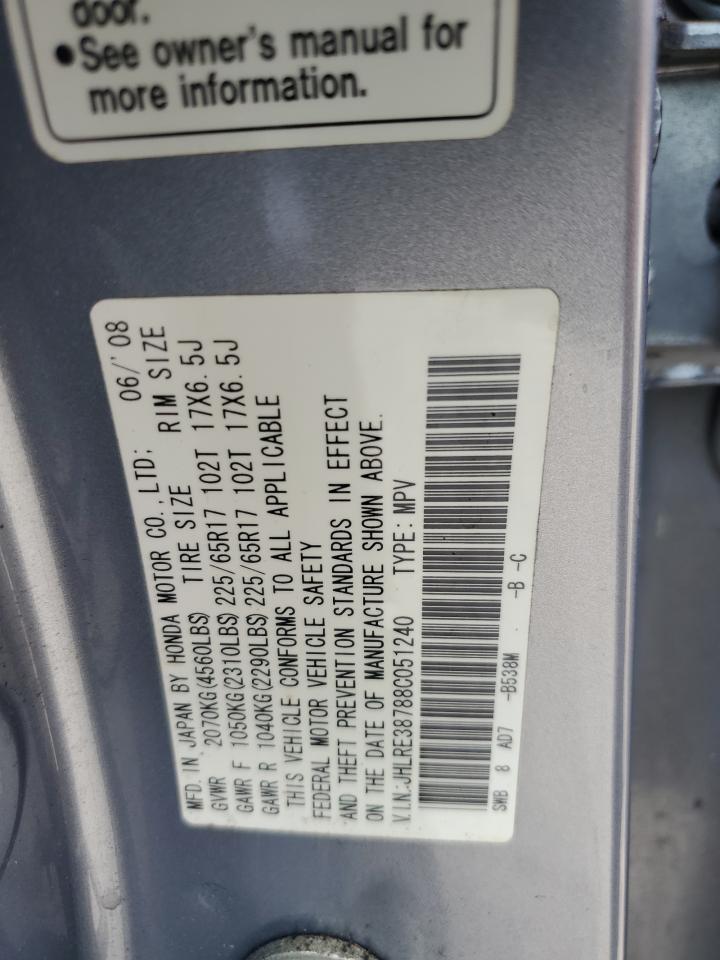 door.
•See owner's manual for
more information.
MFD. IN JAPAN BY HONDA MOTOR CO.,LTD; 06/'08
GVWR 2070KG(4560LBS) TIRE SIZE RIM SIZE
GAWR F 1050KG(2310LBS) 225/65R17 102T 17X6.5J
GAWR R 1040KG(2290LBS) 225/65R17 102T 17X6.5J
THIS VEHICLE CONFORMS TO ALL APPLICABLE
FEDERAL MOTOR VEHICLE SAFETY
AND THEFT PREVENTION STANDARDS IN EFFECT
ON THE DATE OF MANUFACTURE SHOWN ABOVE.
V.I.N:JHLRE38788C051240 TYPE:MPV
SWB 8 AD7 -B538M -B -C